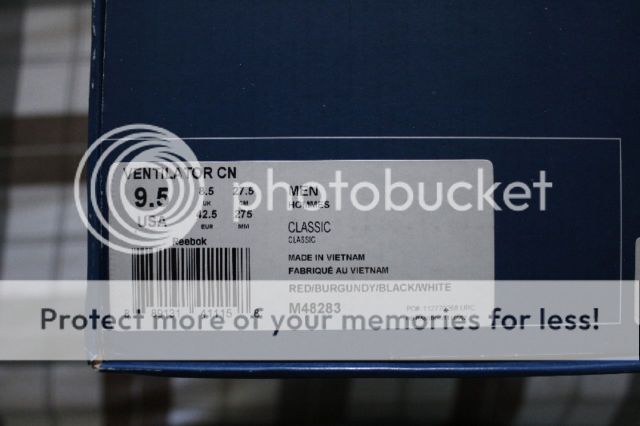 VENTILATOR CN
9.5 8.5 27.5 MEN
USA UK CM HOMMES
42.5 275 CLASSIC
EUR MM CLASSIC
Reebok
MADE IN VIETNAM
FABRIQUÉ AU VIETNAM
RED/BURGUNDY/BLACK/WHITE
M48283
photobucket
Protect more of your memories for less!